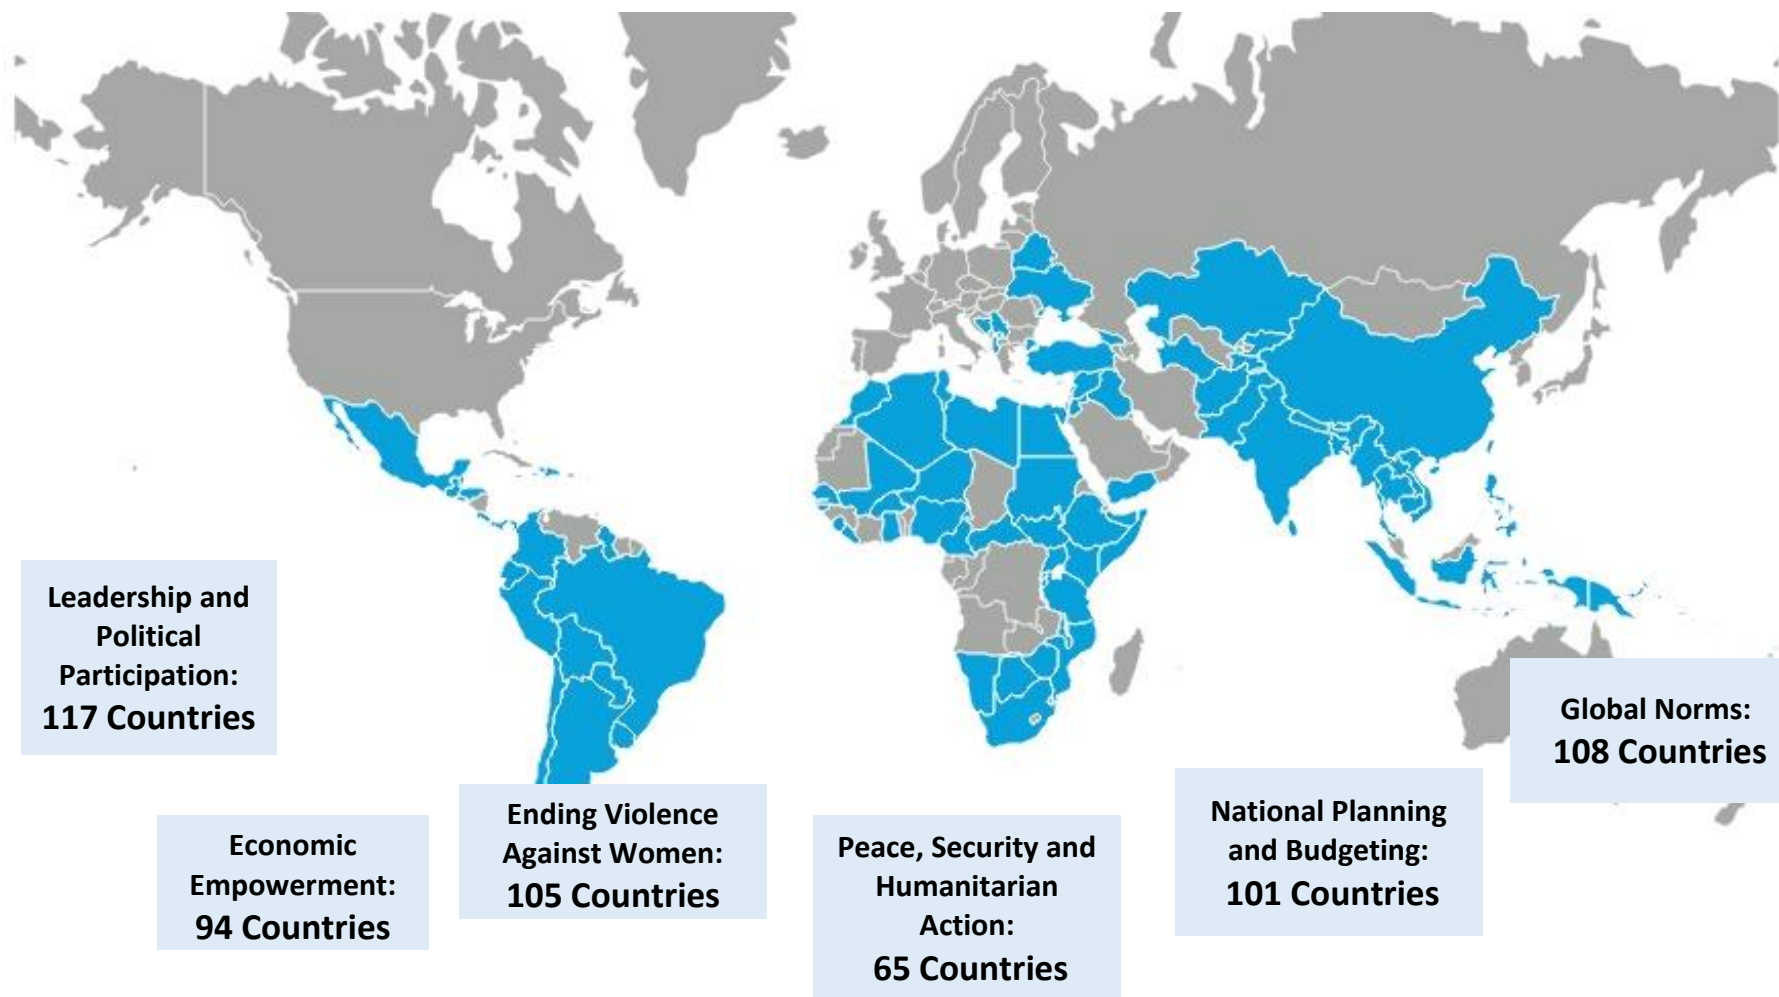 Leadership and
Political
Participation:
117 Countries
Economic
Empowerment:
94 Countries
Ending Violence
Against Women:
105 Countries
Peace, Security and
Humanitarian
Action:
65 Countries
National Planning
and Budgeting:
101 Countries
Global Norms:
108 Countries